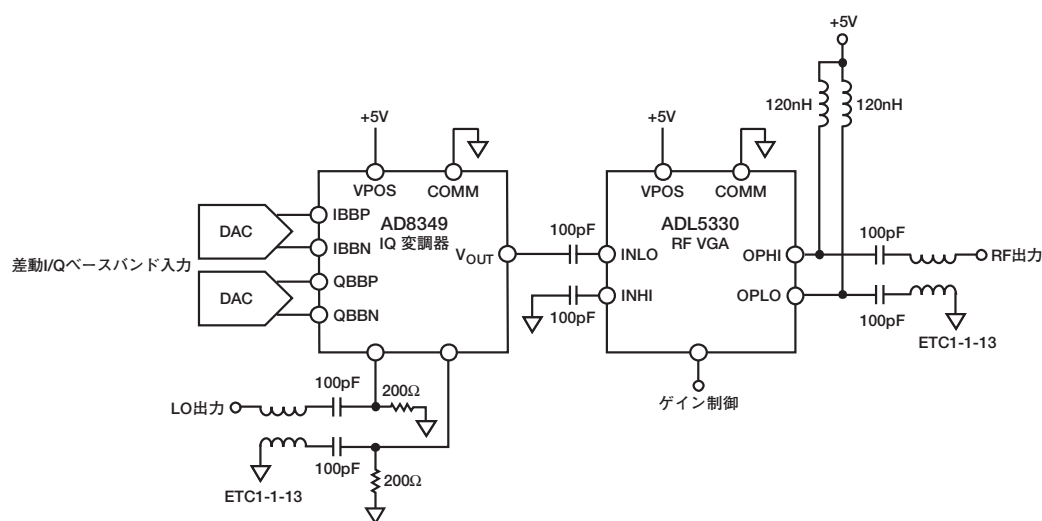 +5V
120nH
120nH
+5V
+5V
VPOS
COMM
VPOS
COMM
AD8349
IQ 変調器
ADL5330
RF VGA
DAC
IBBP
IBBN
差動I/Qベースバンド入力
DAC
QBBP
QBBN
VOUT
100pF
INLO
INHI
100pF
OPHI
OPLO
100pF
RF出力
100pF
ETC1-1-13
ゲイン制御
100pF
200Ω
LO出力
100pF
200Ω
ETC1-1-13